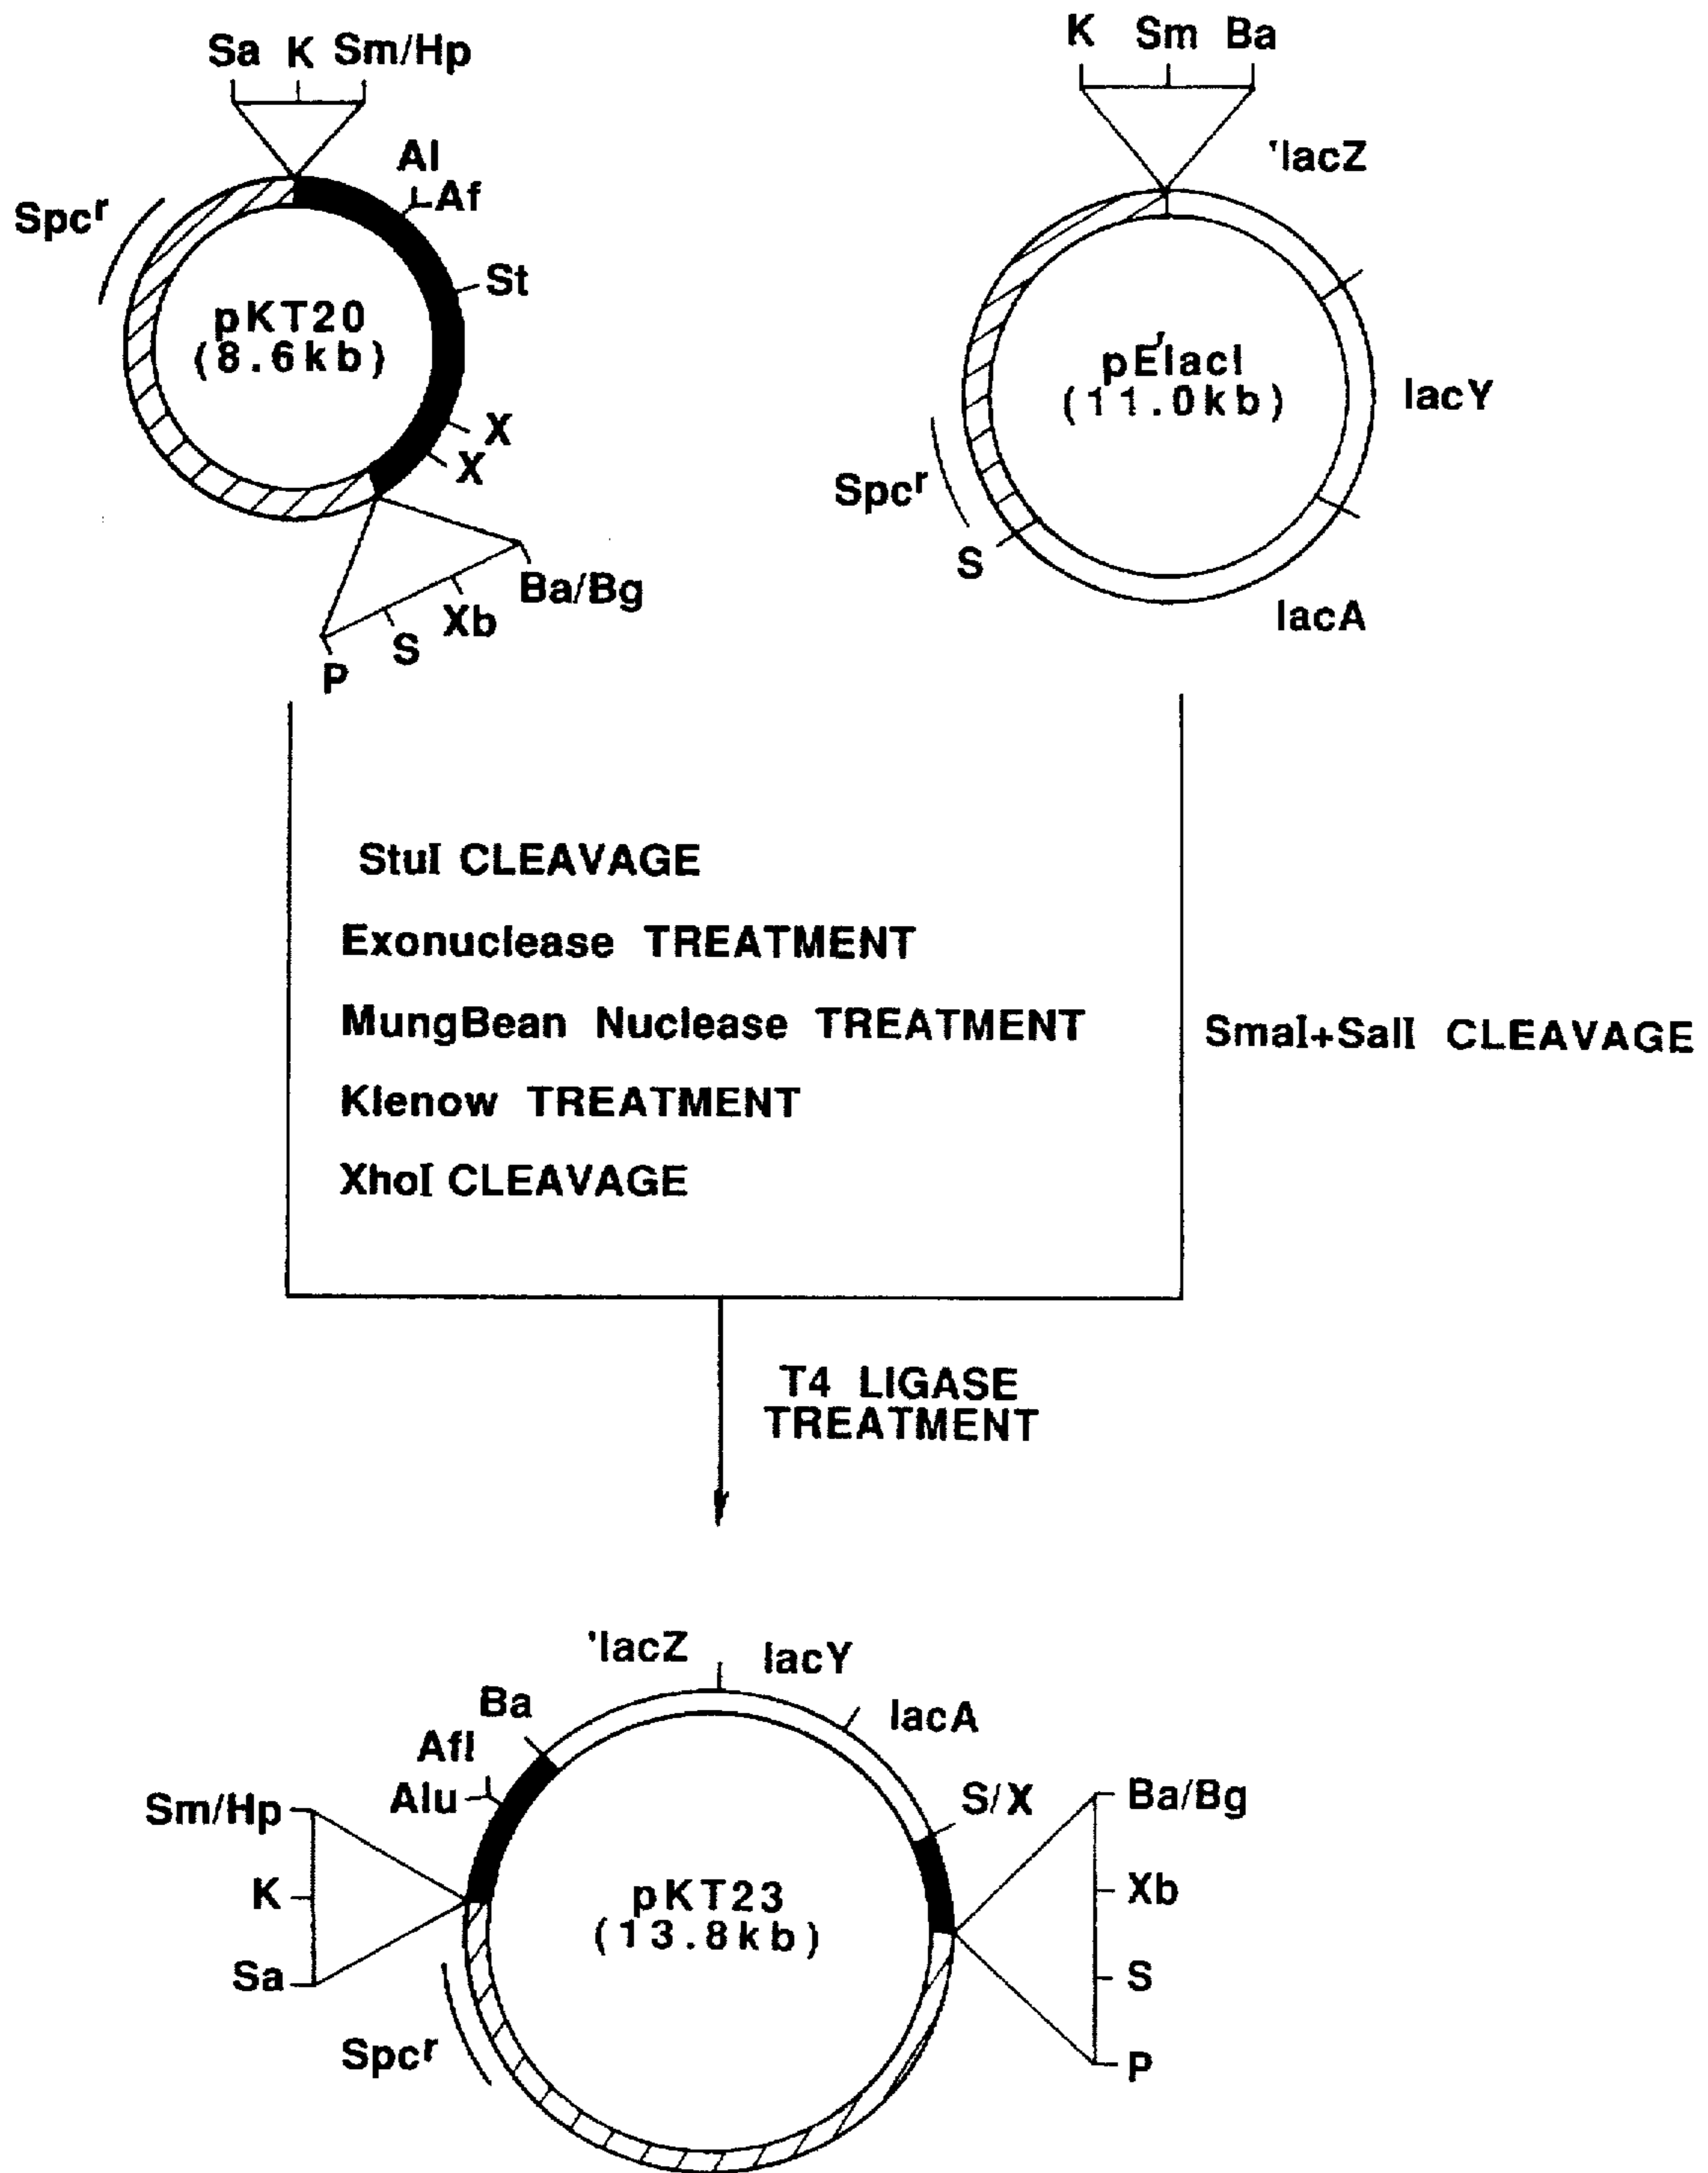 Sa K Sm/Hp
Al
Af
Spcr
St
pKT20
(8.6kb)
X
X
Ba/Bg
Xb
S
P
K Sm Ba
'lacZ
pE'lacI
(11.0kb)
lacY
Spcr
S
lacA
StuI CLEAVAGE
Exonuclease TREATMENT
MungBean Nuclease TREATMENT
Klenow TREATMENT
XhoI CLEAVAGE
SmaI+SalI CLEAVAGE
T4 LIGASE
TREATMENT
'lacZ
lacY
Ba
lacA
Afl
Alu
S/X
Sm/Hp
K
Sa
pKT23
(13.8kb)
Spcr
Ba/Bg
Xb
S
P